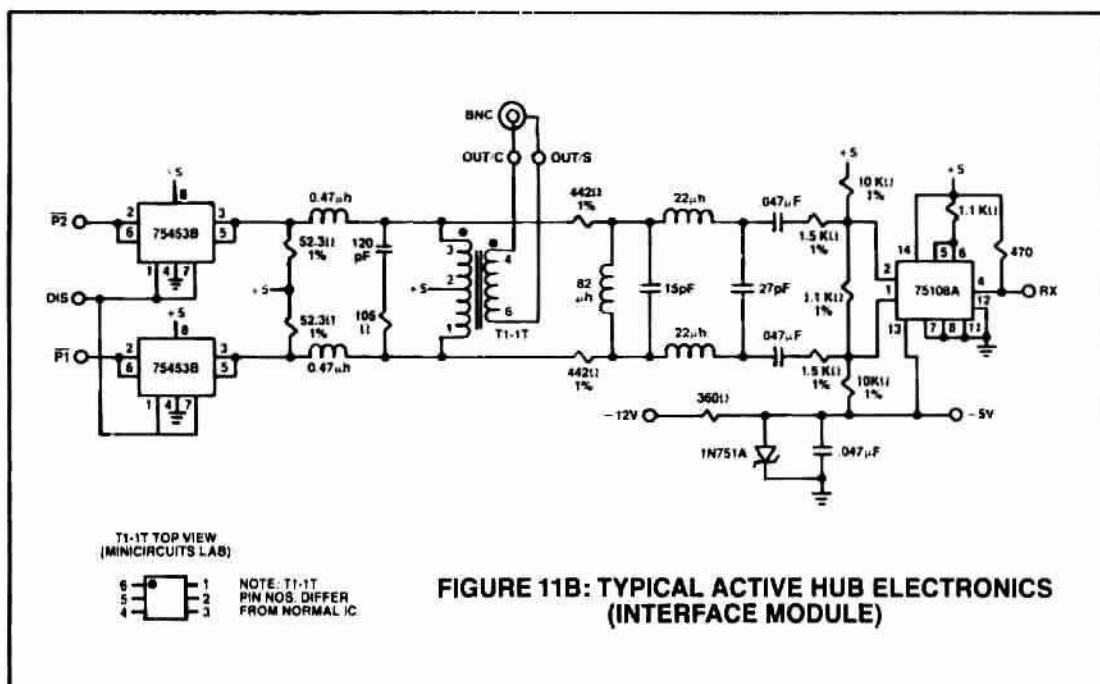 BNC
OUT/C OUT/S
+5
0.47µh
442Ω
1%
22µh
.047µF
+5
10 KΩ
1%
+5
1.1 KΩ
P2
2
6
8
75453B
3
5
1 4 7
52.3Ω
1%
120
pF
3
2
1
4
6
+5
T1-1T
1.5 KΩ
1%
14
5 6
470
DIS
+5
+5
52.3Ω
1%
105
Ω
82
µh
15pF
27pF
1.1 KΩ
1%
2
1
75108A
4
12
RX
13
7 8 11
P1
2
6
8
75453B
3
5
1 4 7
0.47µh
442Ω
1%
22µh
.047µF
1.5 KΩ
1%
10KΩ
1%
-12V
360Ω
-5V
1N751A
.047µF
T1-1T TOP VIEW
(MINICIRCUITS LAB)
6 1
5 2
4 3
NOTE: T1-1T
PIN NOS. DIFFER
FROM NORMAL IC.
FIGURE 11B: TYPICAL ACTIVE HUB ELECTRONICS
(INTERFACE MODULE)